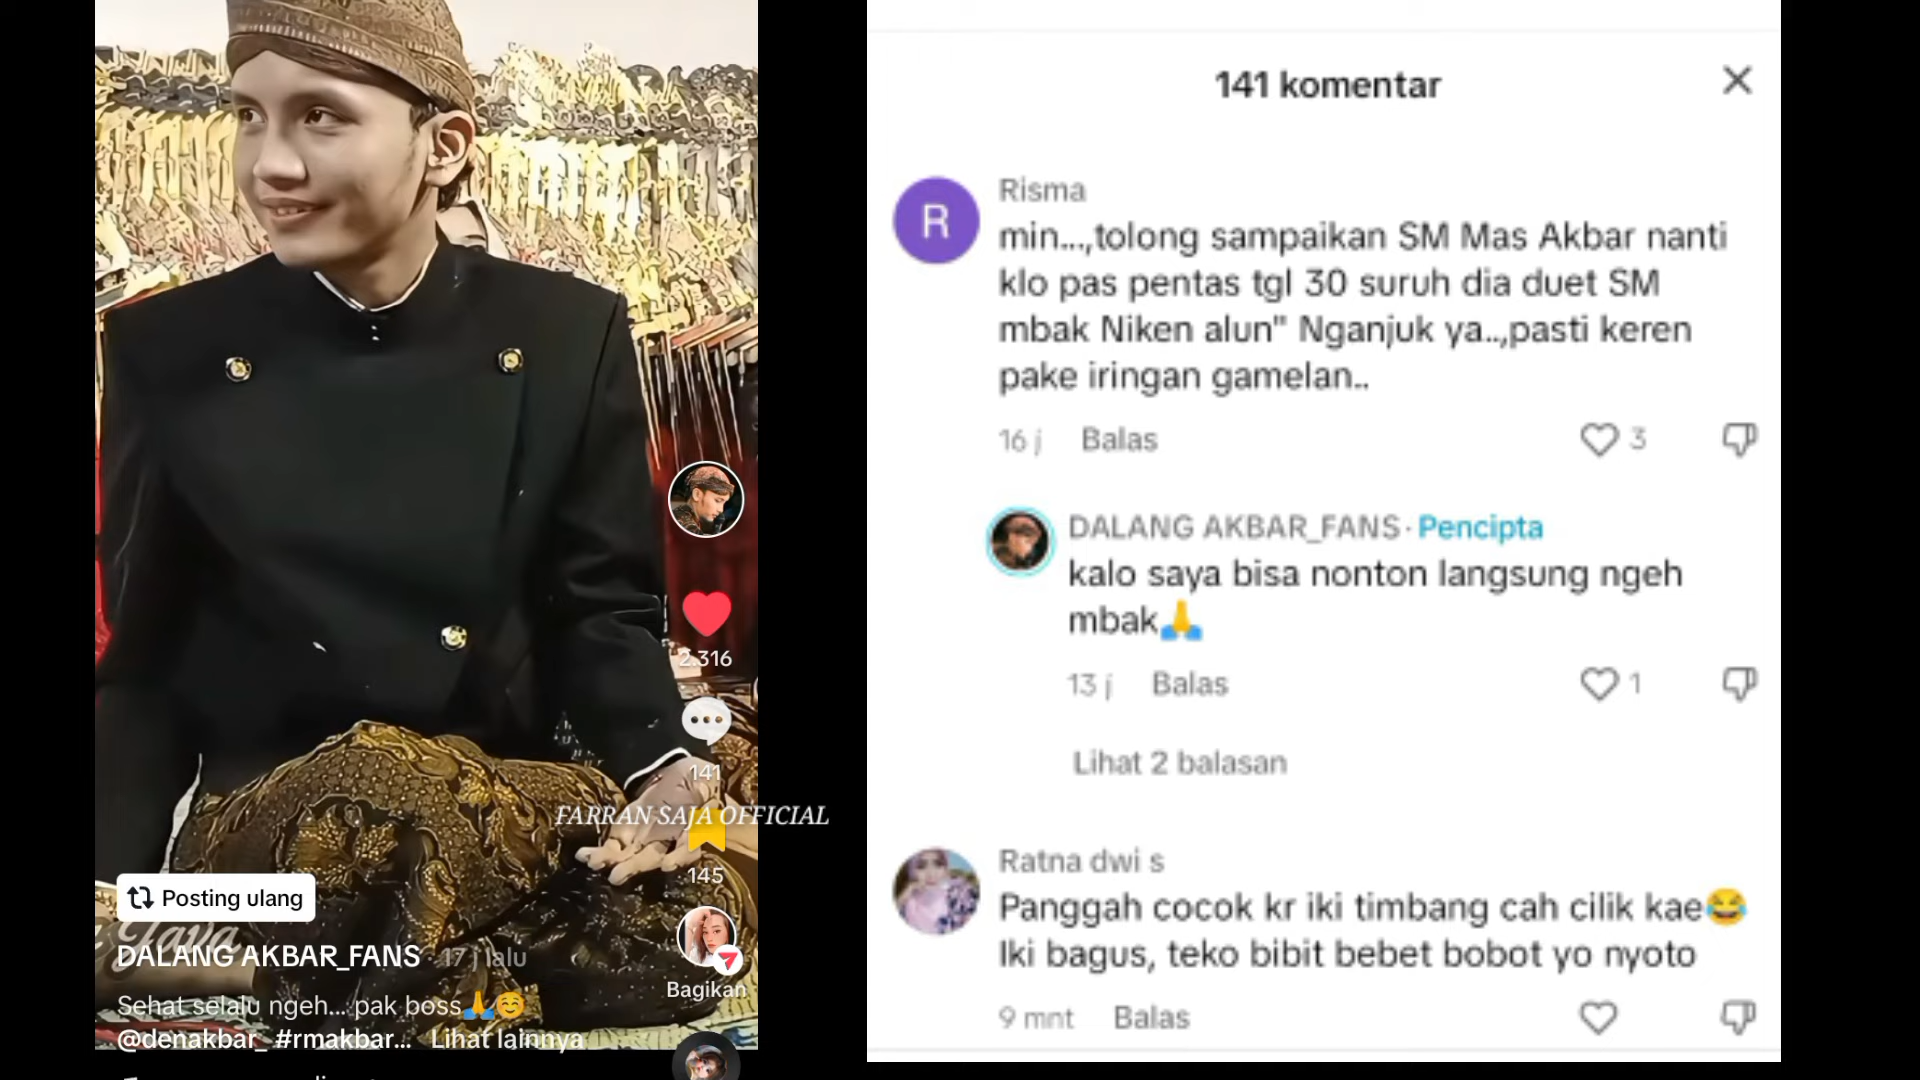 2.316
141
FARRAN SAJA OFFICIAL
145
Posting ulang
DALANG AKBAR_FANS · 17 j lalu
Bagikan
Sehat selalu ngeh... pak boss🙏☺️
@denakbar_ #rmakbar... Lihat lainnya
141 komentar
Risma
R
min...,tolong sampaikan SM Mas Akbar nanti
klo pas pentas tgl 30 suruh dia duet SM
mbak Niken alun" Nganjuk ya..,pasti keren
pake iringan gamelan..
16 j Balas 3
DALANG AKBAR_FANS · Pencipta
kalo saya bisa nonton langsung ngeh
mbak🙏
13 j Balas 1
Lihat 2 balasan
Ratna dwi s
Panggah cocok kr iki timbang cah cilik kae😂
Iki bagus, teko bibit bebet bobot yo nyoto
9 mnt Balas